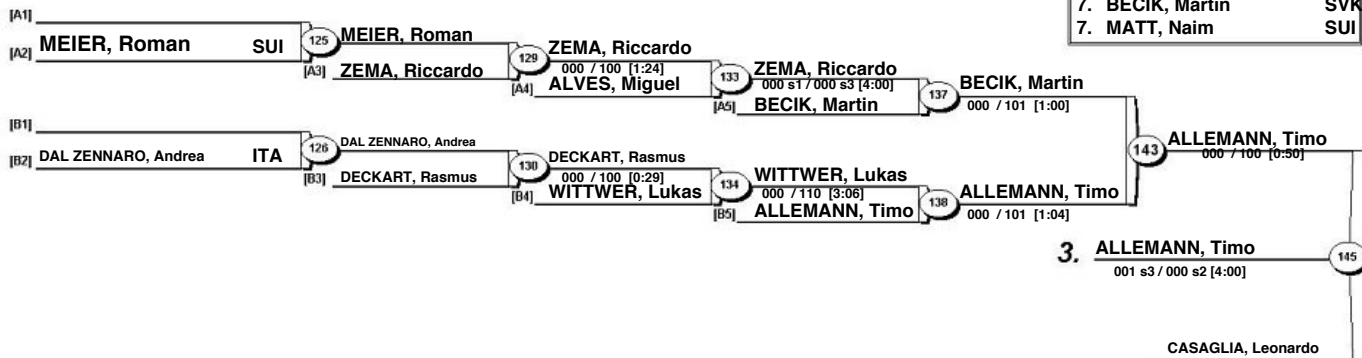 7. BECIK, Martin SVK
7. MATT, Naim SUI
[A1]
[A2] MEIER, Roman SUI
125
MEIER, Roman
[A3] ZEMA, Riccardo
129
ZEMA, Riccardo
000 / 100 [1:24]
[A4] ALVES, Miguel
133
ZEMA, Riccardo
000 s1 / 000 s3 [4:00]
[A5] BECIK, Martin
137
BECIK, Martin
000 / 101 [1:00]
[B1]
[B2] DAL ZENNARO, Andrea ITA
126
DAL ZENNARO, Andrea
[B3] DECKART, Rasmus
130
DECKART, Rasmus
000 / 100 [0:29]
[B4] WITTWER, Lukas
134
WITTWER, Lukas
000 / 110 [3:06]
[B5] ALLEMANN, Timo
138
ALLEMANN, Timo
000 / 101 [1:04]
143
ALLEMANN, Timo
000 / 100 [0:50]
3. ALLEMANN, Timo
001 s3 / 000 s2 [4:00]
145
CASAGLIA, Leonardo